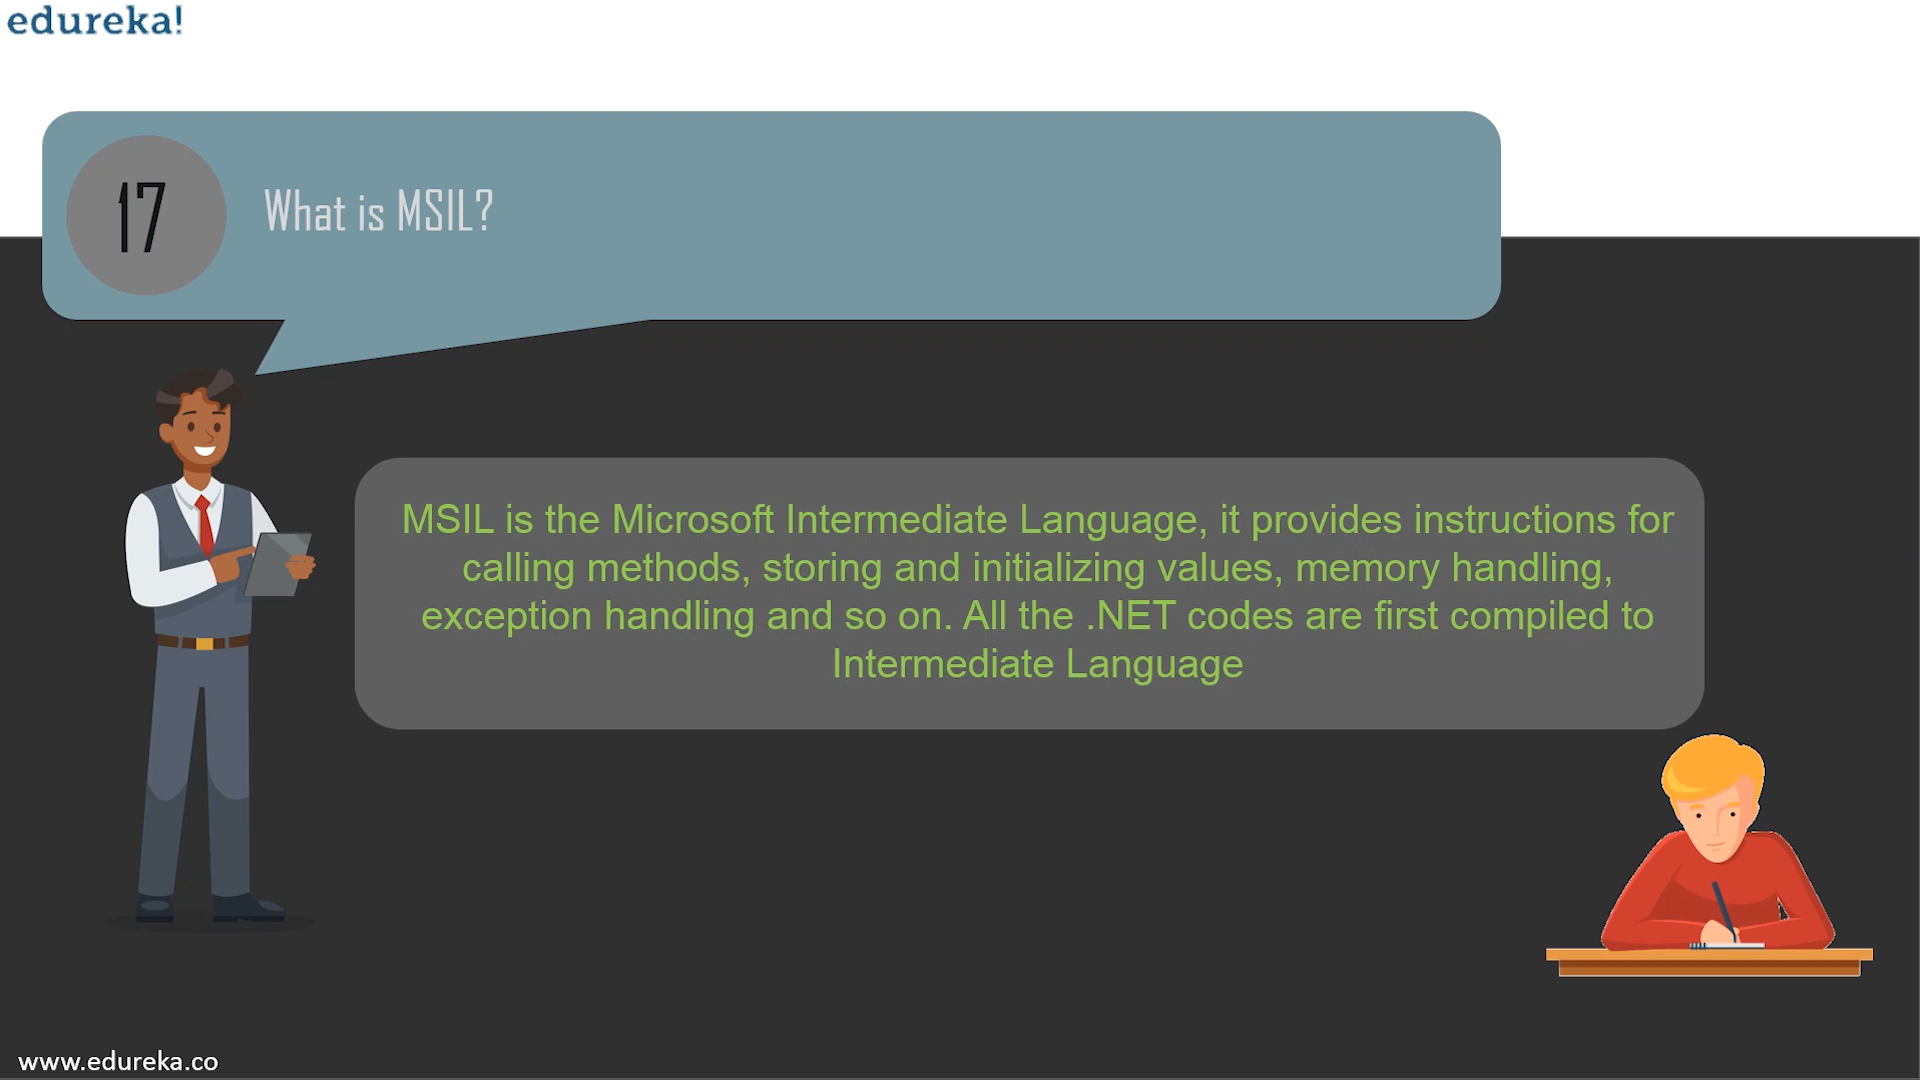 edureka!
17
What is MSIL?
MSIL is the Microsoft Intermediate Language, it provides instructions for
calling methods, storing and initializing values, memory handling,
exception handling and so on. All the .NET codes are first compiled to
Intermediate Language
www.edureka.co